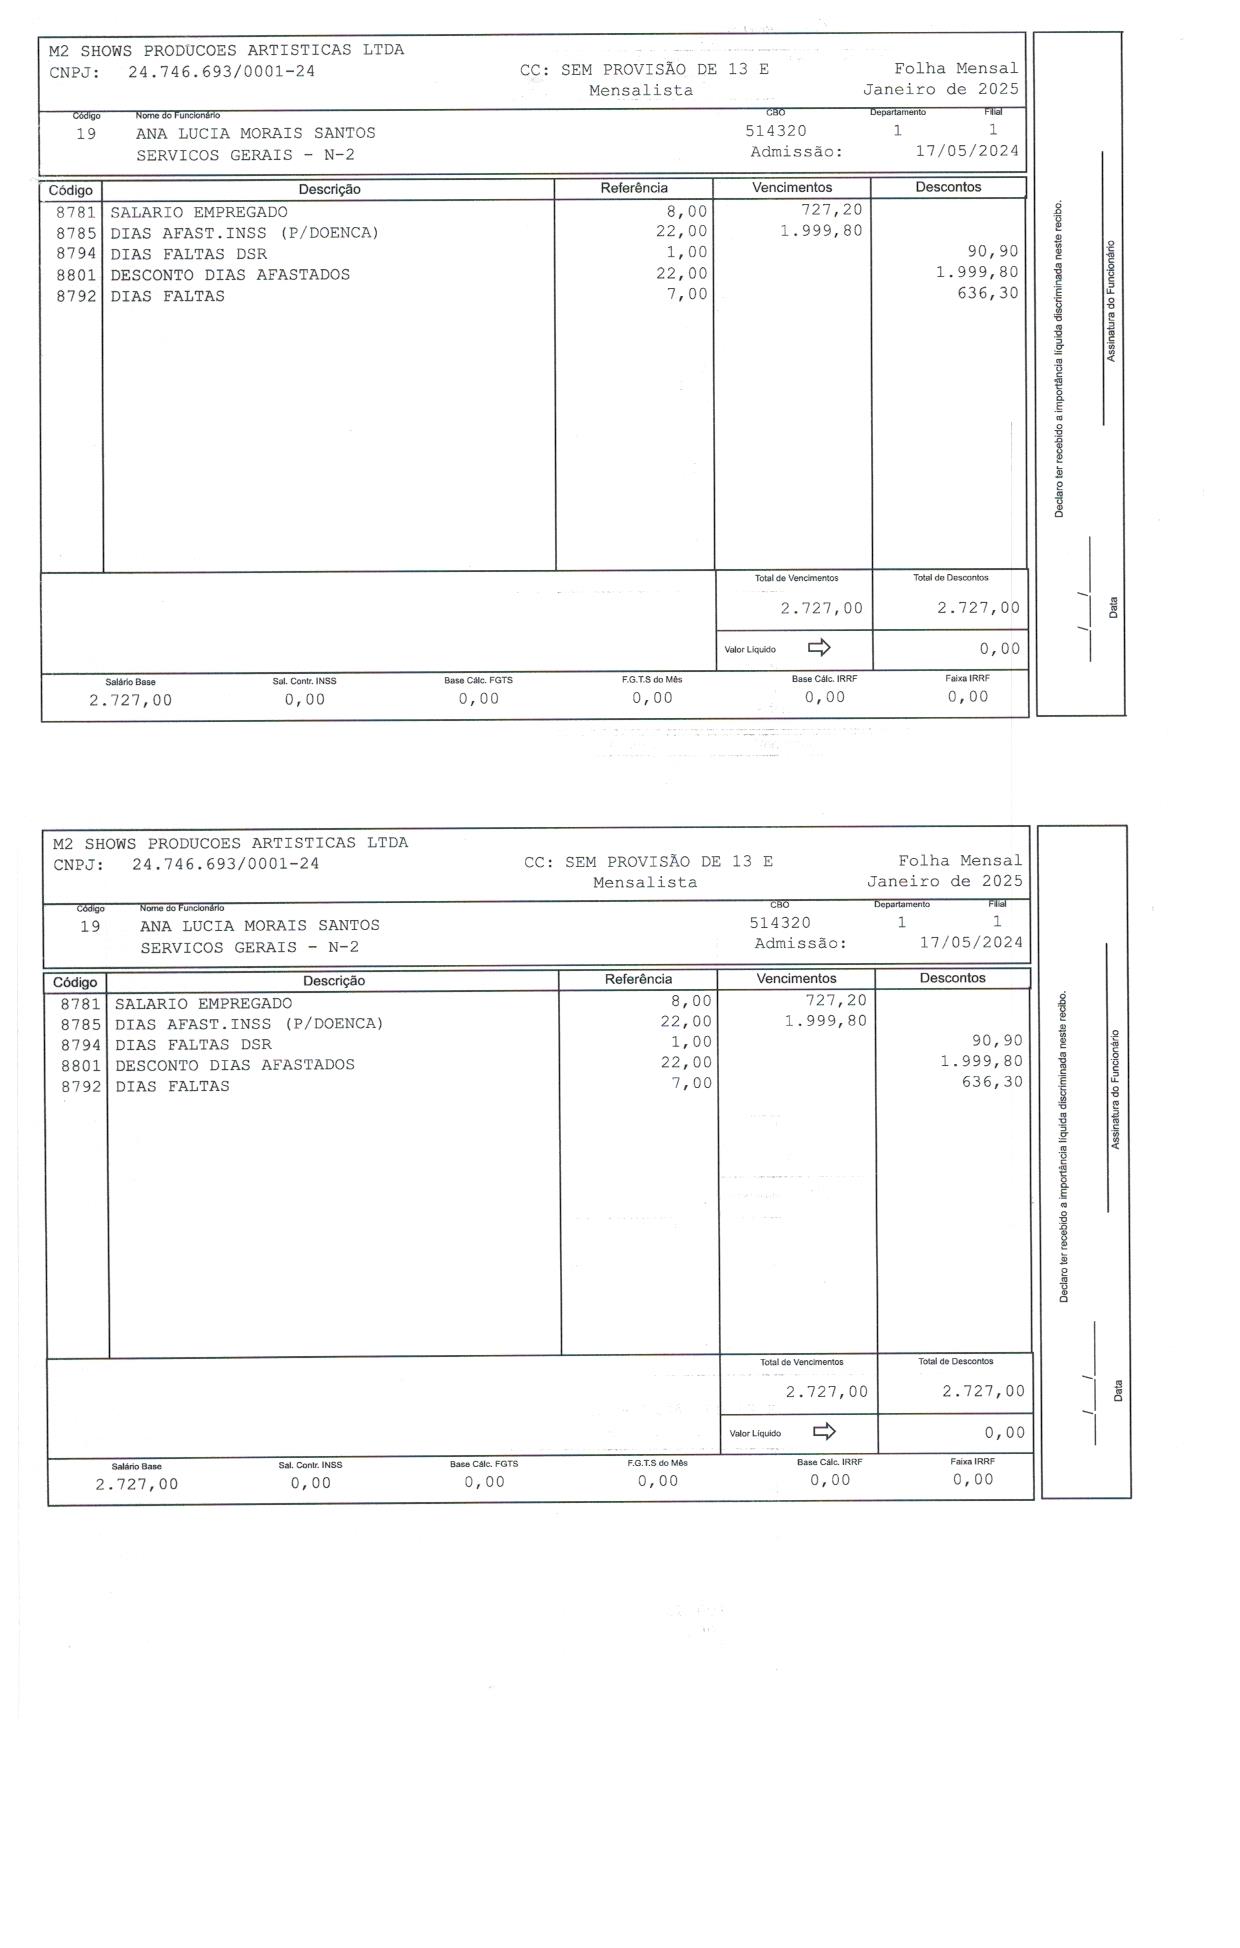 M2 SHOWS PRODUCOES ARTISTICAS LTDA
CNPJ: 24.746.693/0001-24 CC: SEM PROVISÃO DE 13 E Folha Mensal
Mensalista Janeiro de 2025
Código Nome do Funcionário CBO Departamento Filial
19 ANA LUCIA MORAIS SANTOS 514320 1 1
SERVICOS GERAIS - N-2 Admissão: 17/05/2024
Código Descrição Referência Vencimentos Descontos
8781 SALARIO EMPREGADO 8,00 727,20
8785 DIAS AFAST.INSS (P/DOENCA) 22,00 1.999,80
8794 DIAS FALTAS DSR 1,00 90,90
8801 DESCONTO DIAS AFASTADOS 22,00 1.999,80
8792 DIAS FALTAS 7,00 636,30
Total de Vencimentos Total de Descontos
2.727,00 2.727,00
Valor Líquido 0,00
Salário Base Sal. Contr. INSS Base Cálc. FGTS F.G.T.S do Mês Base Cálc. IRRF Faixa IRRF
2.727,00 0,00 0,00 0,00 0,00 0,00
Declaro ter recebido a importância líquida discriminada neste recibo.
___/___/______ Data
Assinatura do Funcionário
M2 SHOWS PRODUCOES ARTISTICAS LTDA
CNPJ: 24.746.693/0001-24 CC: SEM PROVISÃO DE 13 E Folha Mensal
Mensalista Janeiro de 2025
Código Nome do Funcionário CBO Departamento Filial
19 ANA LUCIA MORAIS SANTOS 514320 1 1
SERVICOS GERAIS - N-2 Admissão: 17/05/2024
Código Descrição Referência Vencimentos Descontos
8781 SALARIO EMPREGADO 8,00 727,20
8785 DIAS AFAST.INSS (P/DOENCA) 22,00 1.999,80
8794 DIAS FALTAS DSR 1,00 90,90
8801 DESCONTO DIAS AFASTADOS 22,00 1.999,80
8792 DIAS FALTAS 7,00 636,30
Total de Vencimentos Total de Descontos
2.727,00 2.727,00
Valor Líquido 0,00
Salário Base Sal. Contr. INSS Base Cálc. FGTS F.G.T.S do Mês Base Cálc. IRRF Faixa IRRF
2.727,00 0,00 0,00 0,00 0,00 0,00
Declaro ter recebido a importância líquida discriminada neste recibo.
___/___/______ Data
Assinatura do Funcionário